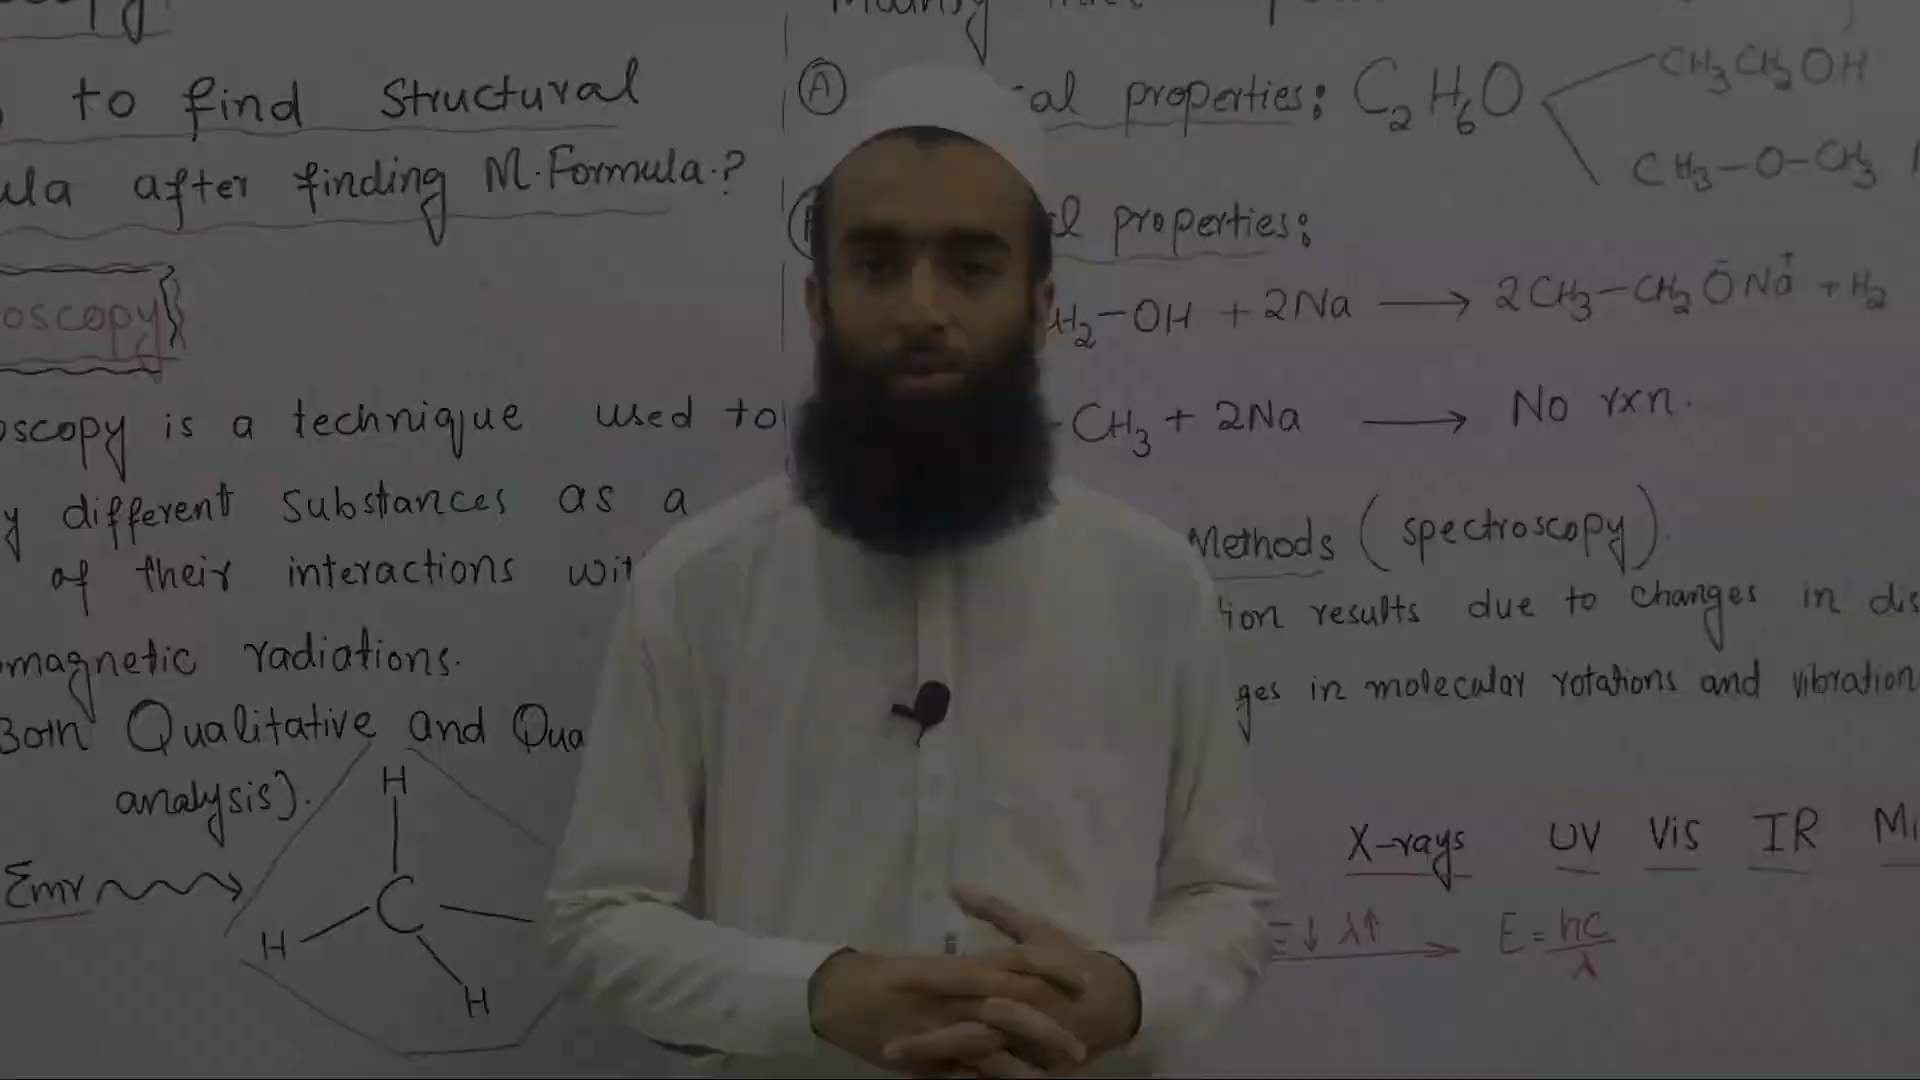 to find Structural
ula after finding M.Formula.?
oscopy
oscopy is a technique used to
y different substances as a
of their interactions wit
magnetic radiations.
Both Qualitative and Qua
analysis).
Emr
H
C
H
H
A
al properties: C2H6O
CH3CH2OH
CH3-O-CH3
l properties:
H2-OH + 2Na → 2CH3-CH2ŌNa⁺ + H2
-CH3 + 2Na → No rxn.
Methods (spectroscopy).
tion results due to changes in dis
ges in molecular rotations and vibration
X-rays UV Vis IR Mi
E↓ λ↑ → E = hc/λ